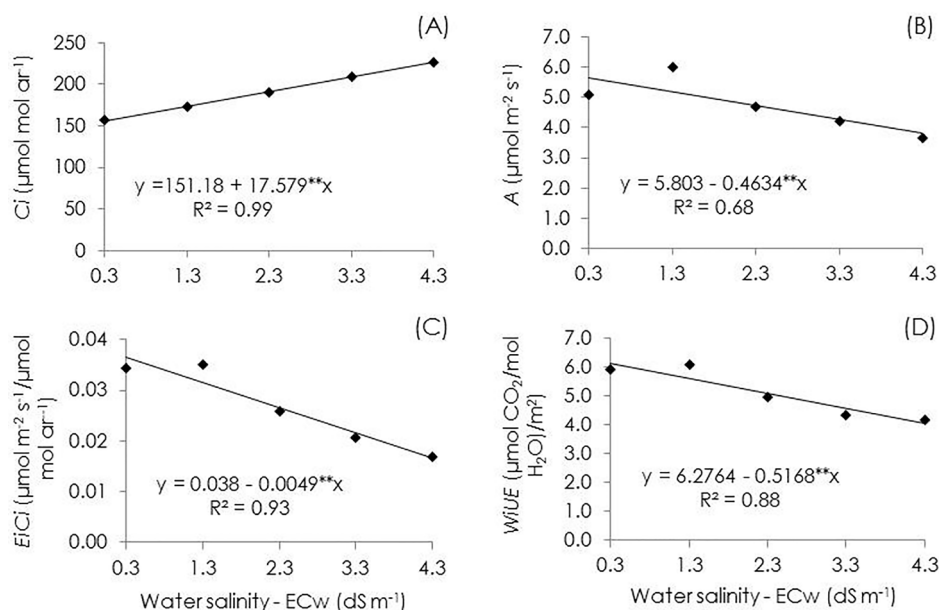 (A)
250
200
150
100
50
0
Ci (µmol mol ar⁻¹)
y =151.18 + 17.579**x
R² = 0.99
0.3 1.3 2.3 3.3 4.3
(B)
7.0
6.0
5.0
4.0
3.0
2.0
1.0
0.0
A (µmol m⁻² s⁻¹)
y = 5.803 - 0.4634**x
R² = 0.68
0.3 1.3 2.3 3.3 4.3
(C)
0.04
0.03
0.02
0.01
0.00
EiCi (µmol m⁻² s⁻¹/µmol
mol ar⁻¹)
y = 0.038 - 0.0049**x
R² = 0.93
0.3 1.3 2.3 3.3 4.3
Water salinity - ECw (dS m⁻¹)
(D)
7.0
6.0
5.0
4.0
3.0
2.0
1.0
0.0
WiUE (µmol CO₂/mol
H₂O)/m²)
y = 6.2764 - 0.5168**x
R² = 0.88
0.3 1.3 2.3 3.3 4.3
Water salinity - ECw (dS m⁻¹)